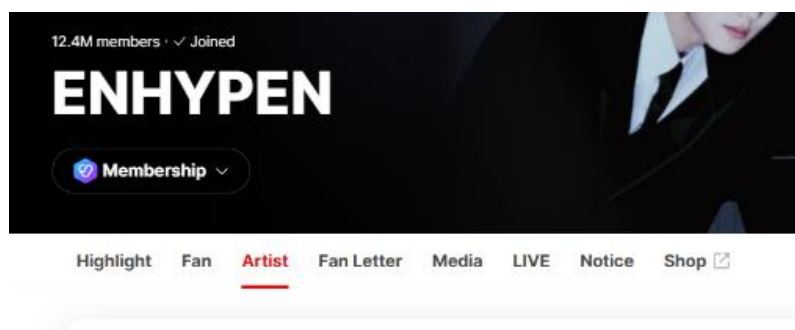 12.4M members · ✓ Joined
ENHYPEN
Membership
Highlight Fan Artist Fan Letter Media LIVE Notice Shop